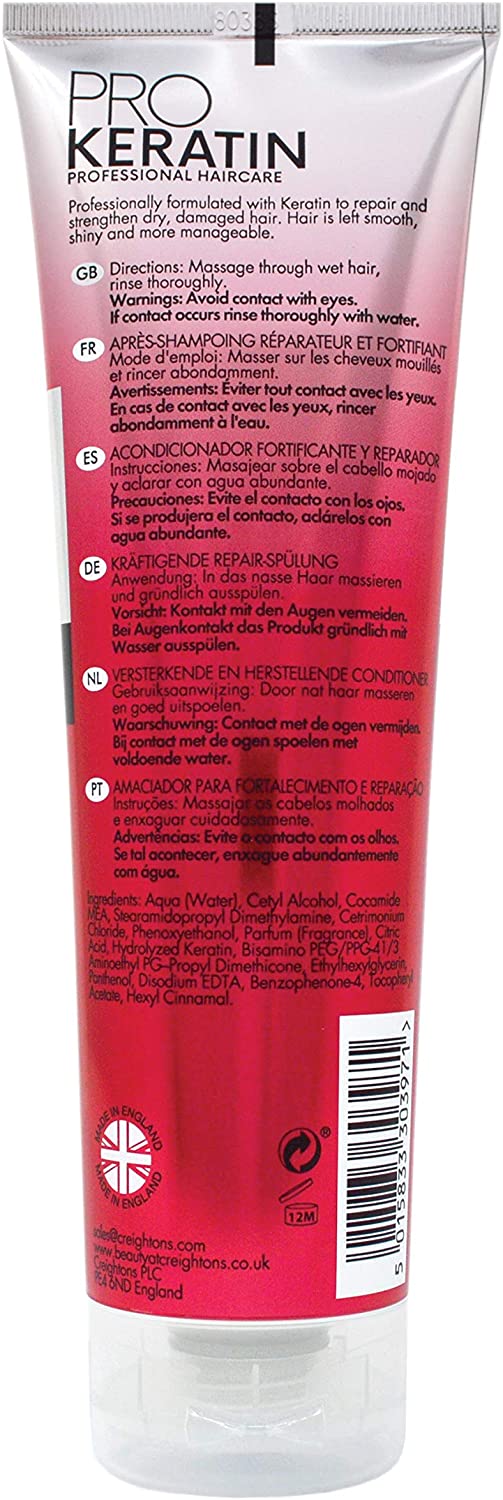 PRO
KERATIN
PROFESSIONAL HAIRCARE
Professionally formulated with Keratin to repair and
strengthen dry, damaged hair. Hair is left smooth,
shiny and more manageable.
GB Directions: Massage through wet hair,
rinse thoroughly.
Warnings: Avoid contact with eyes.
If contact occurs rinse thoroughly with water.
FR APRÈS-SHAMPOING RÉPARATEUR ET FORTIFIANT
Mode d'emploi: Masser sur les cheveux mouillés
et rincer abondamment.
Avertissements: Éviter tout contact avec les yeux.
En cas de contact avec les yeux, rincer
abondamment à l'eau.
ES ACONDICIONADOR FORTIFICANTE Y REPARADOR
Instrucciones: Masajear sobre el cabello mojado
y aclarar con agua abundante.
Precauciones: Evite el contacto con los ojos.
Si se produjera el contacto, aclárelos con
agua abundante.
DE KRÄFTIGENDE REPAIR-SPÜLUNG
Anwendung: In das nasse Haar massieren
und gründlich ausspülen.
Vorsicht: Kontakt mit den Augen vermeiden.
Bei Augenkontakt das Produkt gründlich mit
Wasser ausspülen.
NL VERSTERKENDE EN HERSTELLENDE CONDITIONER
Gebruiksaanwijzing: Door nat haar masseren
en goed uitspoelen.
Waarschuwing: Contact met de ogen vermijden.
Bij contact met de ogen spoelen met
voldoende water.
PT AMACIADOR PARA FORTALECIMENTO E REPARAÇÃO
Instruções: Massajar os cabelos molhados
e enxaguar cuidadosamente.
Advertências: Evite o contacto com os olhos.
Se tal acontecer, enxague abundantemente
com água.
Ingredients: Aqua (Water), Cetyl Alcohol, Cocamide
MEA, Stearamidopropyl Dimethylamine, Cetrimonium
Chloride, Phenoxyethanol, Parfum (Fragrance), Citric
Acid, Hydrolyzed Keratin, Bisamino PEG/PPG-41/3
Aminoethyl PG-Propyl Dimethicone, Ethylhexylglycerin,
Panthenol, Disodium EDTA, Benzophenone-4, Tocopheryl
Acetate, Hexyl Cinnamal.
MADE IN ENGLAND
MADE IN ENGLAND
®
12M
5 015833 303971 >
sales@creightons.com
www.beautyatcreightons.co.uk
Creightons PLC
PE4 6ND England